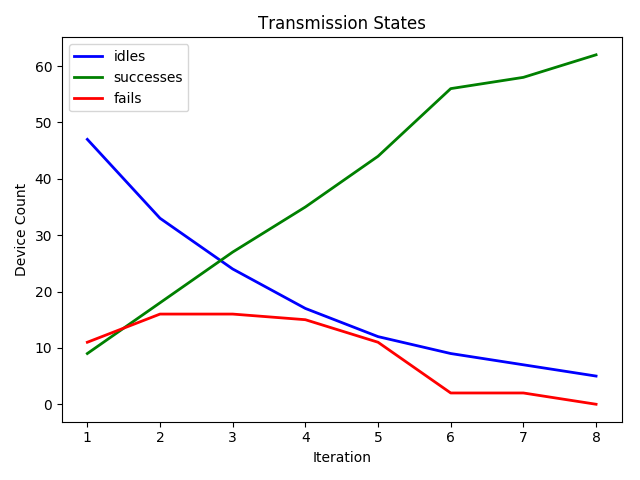 Transmission States
idles
successes
fails
Device Count
60
50
40
30
20
10
0
1 2 3 4 5 6 7 8
Iteration